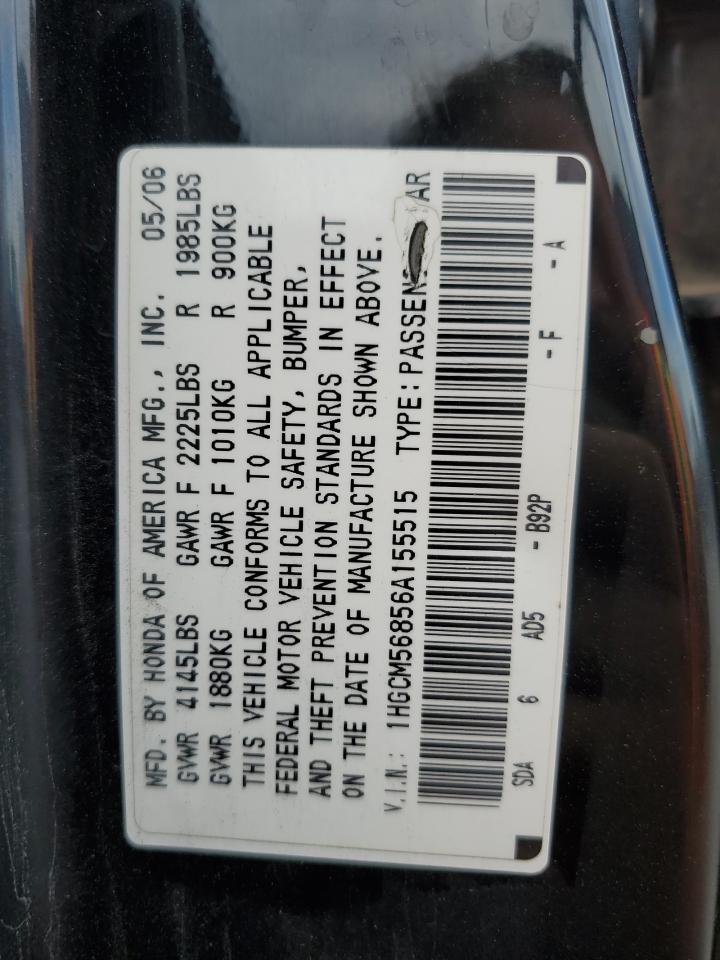 MFD. BY HONDA OF AMERICA MFG., INC. 05/06
GVWR 4145LBS GAWR F 2225LBS R 1985LBS
GVWR 1880KG GAWR F 1010KG R 900KG
THIS VEHICLE CONFORMS TO ALL APPLICABLE
FEDERAL MOTOR VEHICLE SAFETY, BUMPER,
AND THEFT PREVENTION STANDARDS IN EFFECT
ON THE DATE OF MANUFACTURE SHOWN ABOVE.
V.I.N.: 1HGCM56856A155515 TYPE:PASSEN AR
SDA 6 AD5 - B92P - F - A